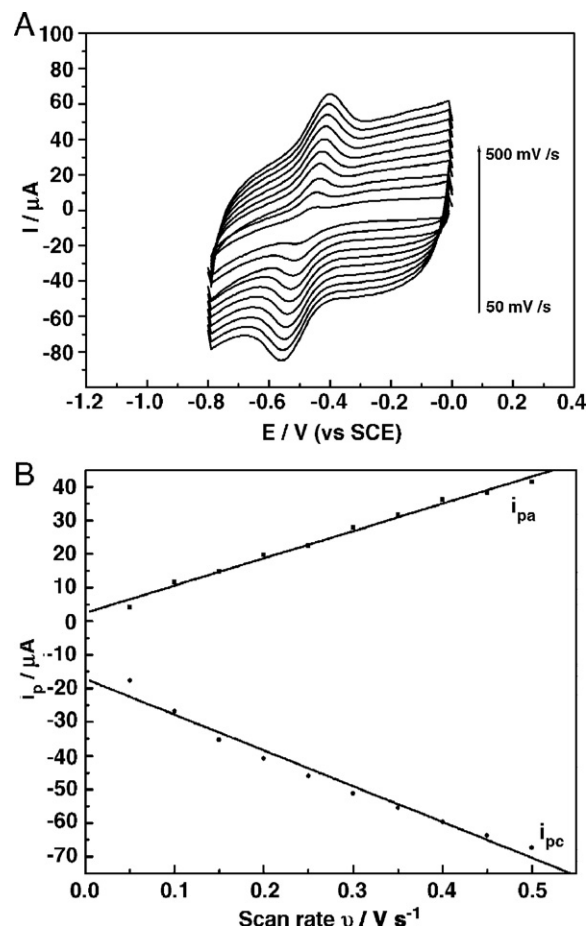 A
100
80
60
40
20
0
-20
-40
-60
-80
I / µA
500 mV /s
50 mV /s
-1.2 -1.0 -0.8 -0.6 -0.4 -0.2 -0.0 0.2 0.4
E / V (vs SCE)
B
40
30
20
10
0
-10
-20
-30
-40
-50
-60
-70
i_p / µA
i_pa
i_pc
0.0 0.1 0.2 0.3 0.4 0.5
Scan rate υ / V s⁻¹